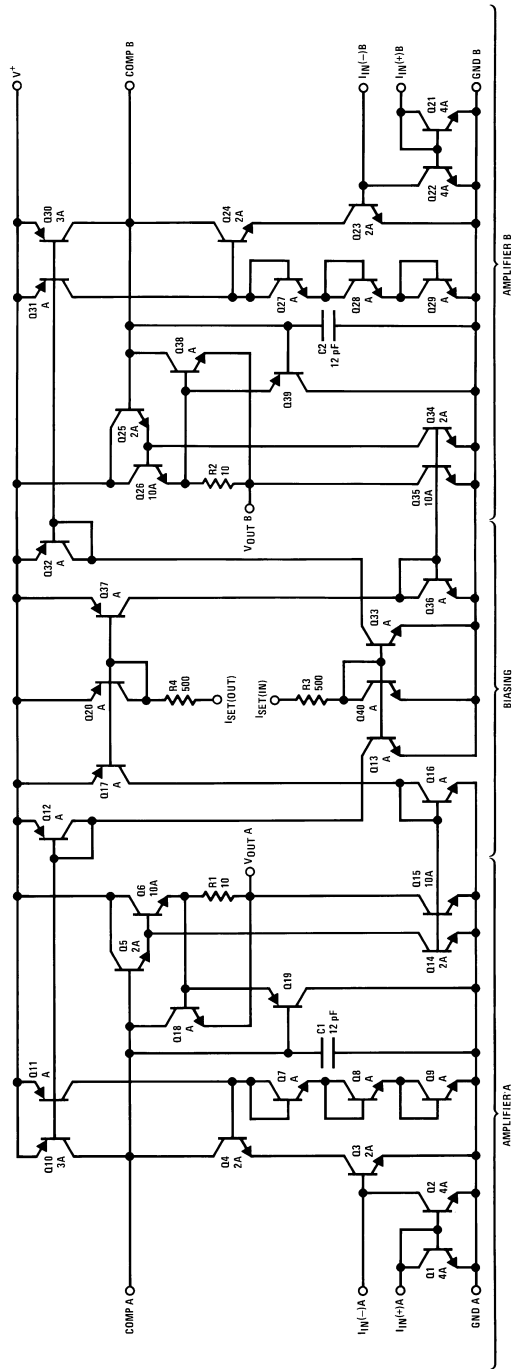 V+
COMP A
COMP B
IIN(−)A
IIN(+)A
GND A
IIN(−)B
IIN(+)B
GND B
Q10
3A
Q11
A
Q12
A
Q17
A
Q20
A
Q37
A
Q32
A
Q31
A
Q30
3A
Q5
2A
Q6
10A
Q18
A
R1
10
VOUT A
R4
500
ISET(OUT)
ISET(IN)
R3
500
Q25
2A
Q26
10A
R2
10
VOUT B
Q38
A
Q4
2A
Q7
A
Q8
A
Q9
A
C1
12 pF
Q19
Q39
C2
12 pF
Q27
A
Q28
A
Q29
A
Q24
2A
Q1
4A
Q2
4A
Q3
2A
Q14
2A
Q15
10A
Q16
A
Q13
A
Q40
A
Q33
A
Q36
A
Q35
10A
Q34
2A
Q23
2A
Q22
4A
Q21
4A
AMPLIFIER A
BIASING
AMPLIFIER B